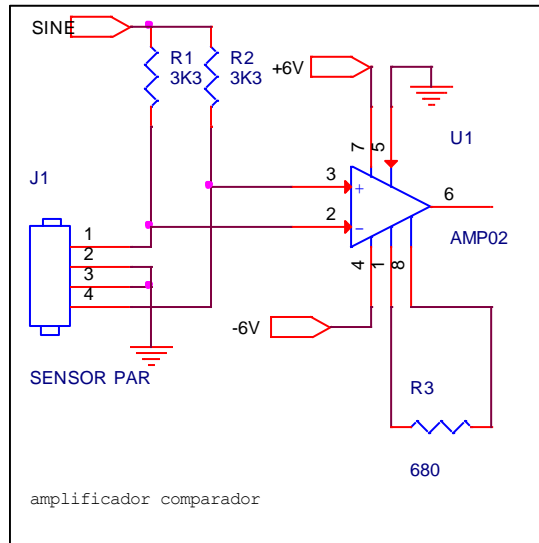 SINE
R1
3K3
R2
3K3
+6V
7
5
U1
J1
3
+
2
-
6
AMP02
1
2
3
4
4
1
8
-6V
SENSOR PAR
R3
680
amplificador comparador